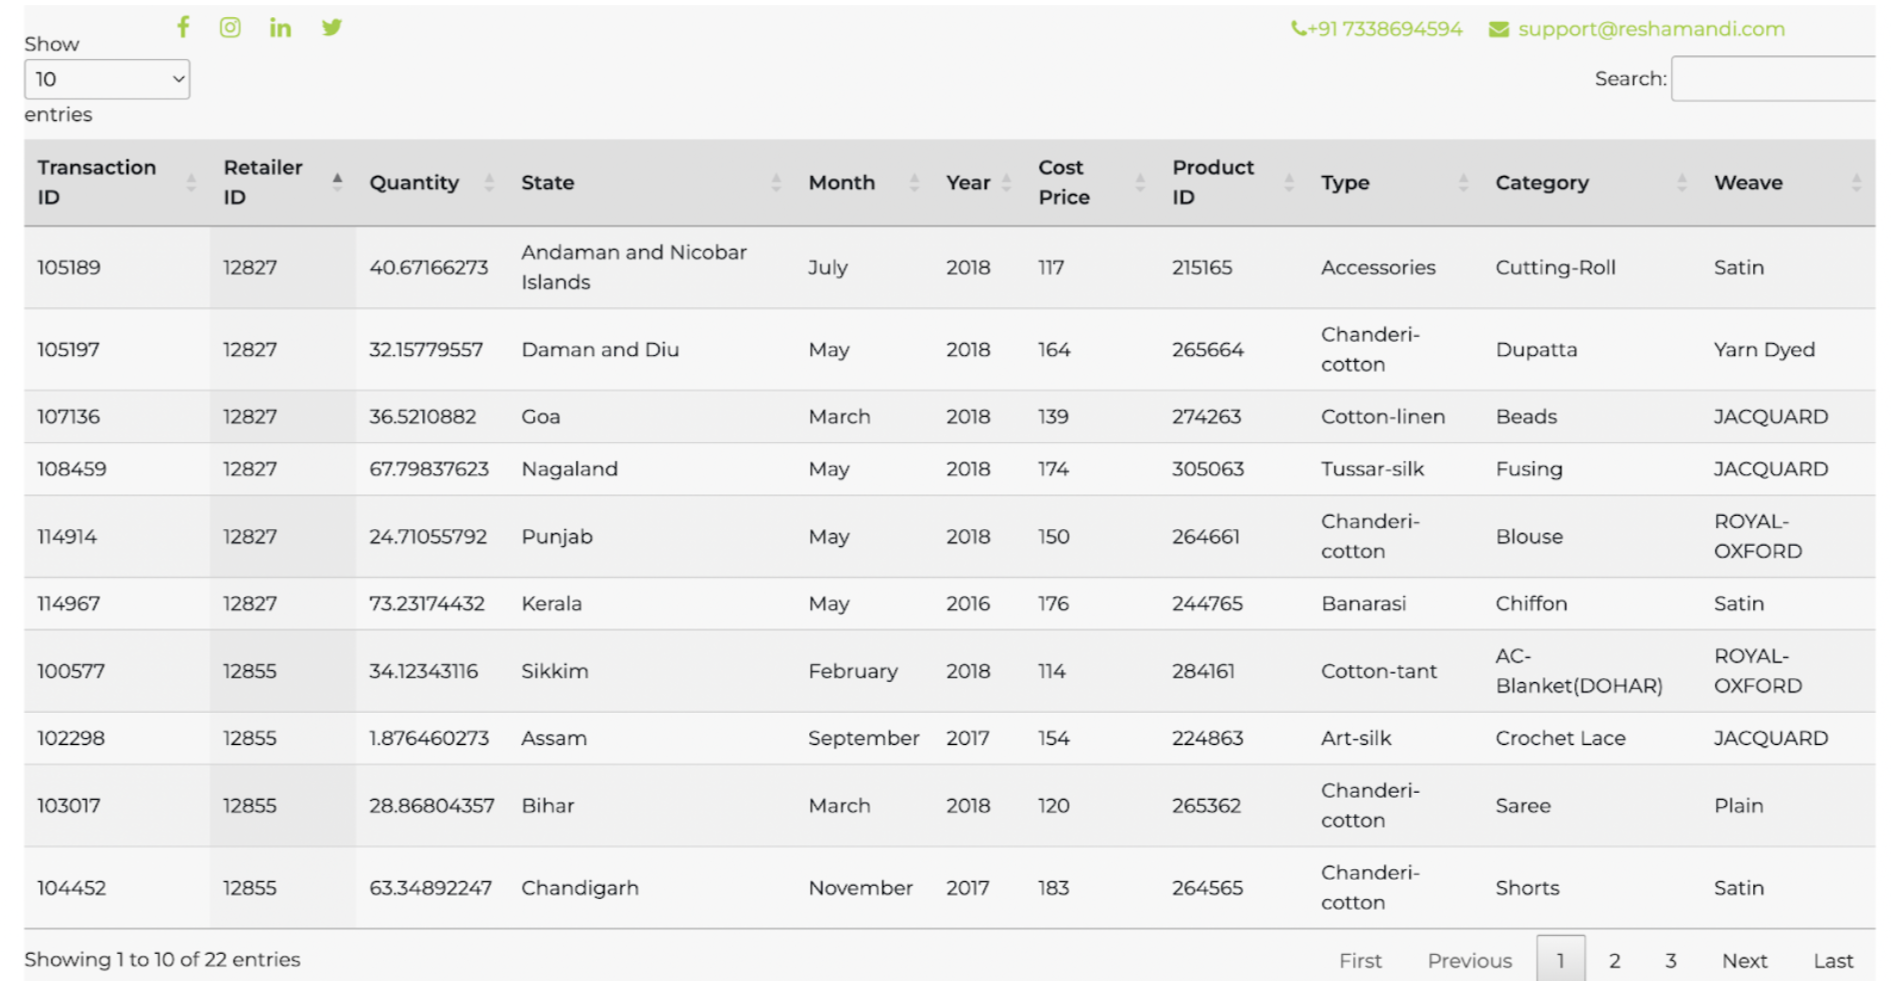 +91 7338694594 support@reshamandi.com
Show
10
entries
Search:
Transaction ID Retailer ID Quantity State Month Year Cost Price Product ID Type Category Weave
105189 12827 40.67166273 Andaman and Nicobar Islands July 2018 117 215165 Accessories Cutting-Roll Satin
105197 12827 32.15779557 Daman and Diu May 2018 164 265664 Chanderi-cotton Dupatta Yarn Dyed
107136 12827 36.5210882 Goa March 2018 139 274263 Cotton-linen Beads JACQUARD
108459 12827 67.79837623 Nagaland May 2018 174 305063 Tussar-silk Fusing JACQUARD
114914 12827 24.71055792 Punjab May 2018 150 264661 Chanderi-cotton Blouse ROYAL-OXFORD
114967 12827 73.23174432 Kerala May 2016 176 244765 Banarasi Chiffon Satin
100577 12855 34.12343116 Sikkim February 2018 114 284161 Cotton-tant AC-Blanket(DOHAR) ROYAL-OXFORD
102298 12855 1.876460273 Assam September 2017 154 224863 Art-silk Crochet Lace JACQUARD
103017 12855 28.86804357 Bihar March 2018 120 265362 Chanderi-cotton Saree Plain
104452 12855 63.34892247 Chandigarh November 2017 183 264565 Chanderi-cotton Shorts Satin
Showing 1 to 10 of 22 entries First Previous 1 2 3 Next Last